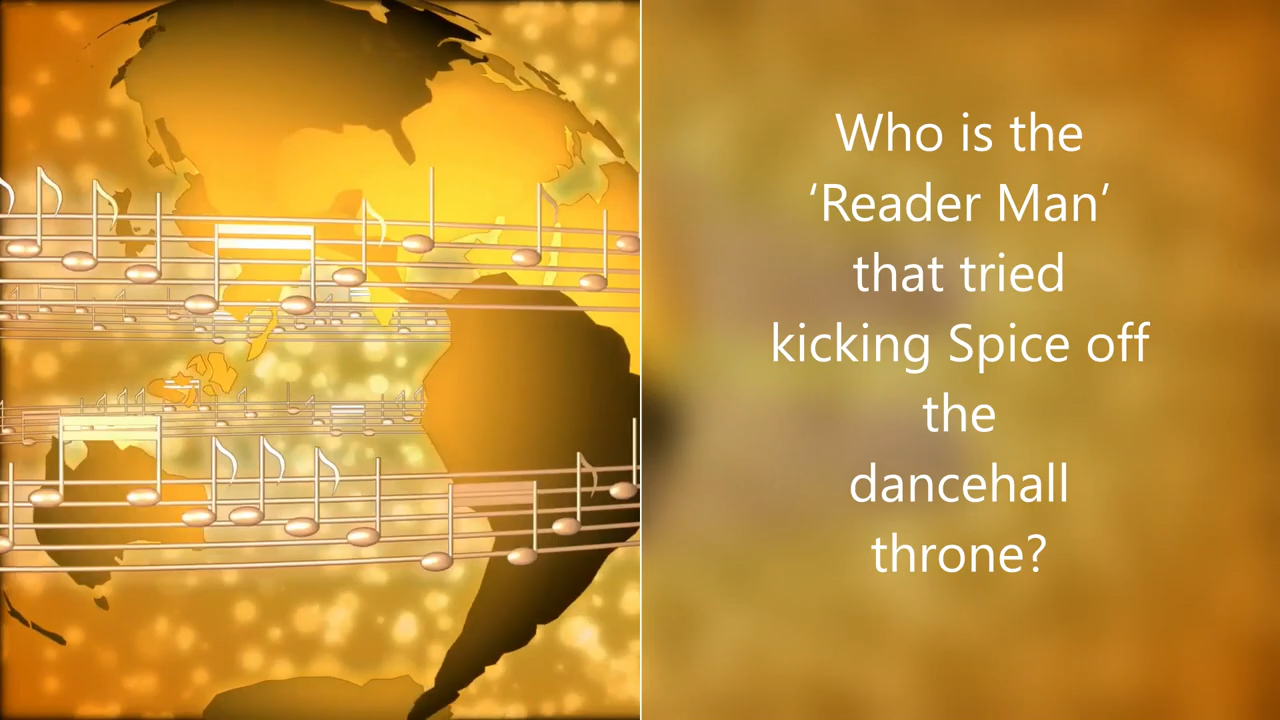 Who is the
‘Reader Man’
that tried
kicking Spice off
the
dancehall
throne?